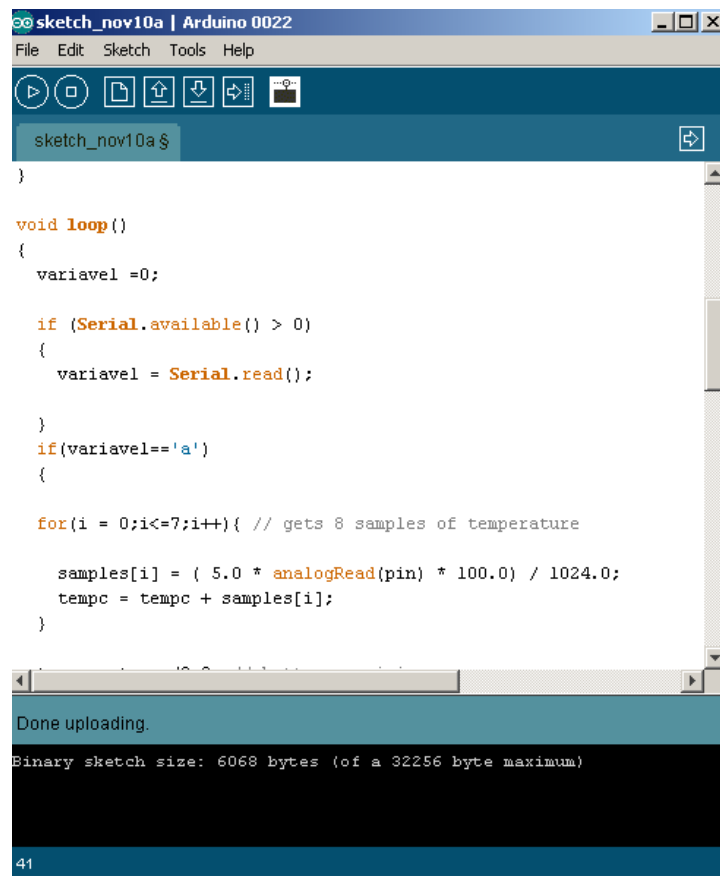 sketch_nov10a | Arduino 0022
File Edit Sketch Tools Help
sketch_nov10a §
}
void loop()
{
variavel =0;
if (Serial.available() > 0)
{
variavel = Serial.read();
}
if(variavel=='a')
{
for(i = 0;i<=7;i++){ // gets 8 samples of temperature
samples[i] = ( 5.0 * analogRead(pin) * 100.0) / 1024.0;
tempc = tempc + samples[i];
}
Done uploading.
Binary sketch size: 6068 bytes (of a 32256 byte maximum)
41